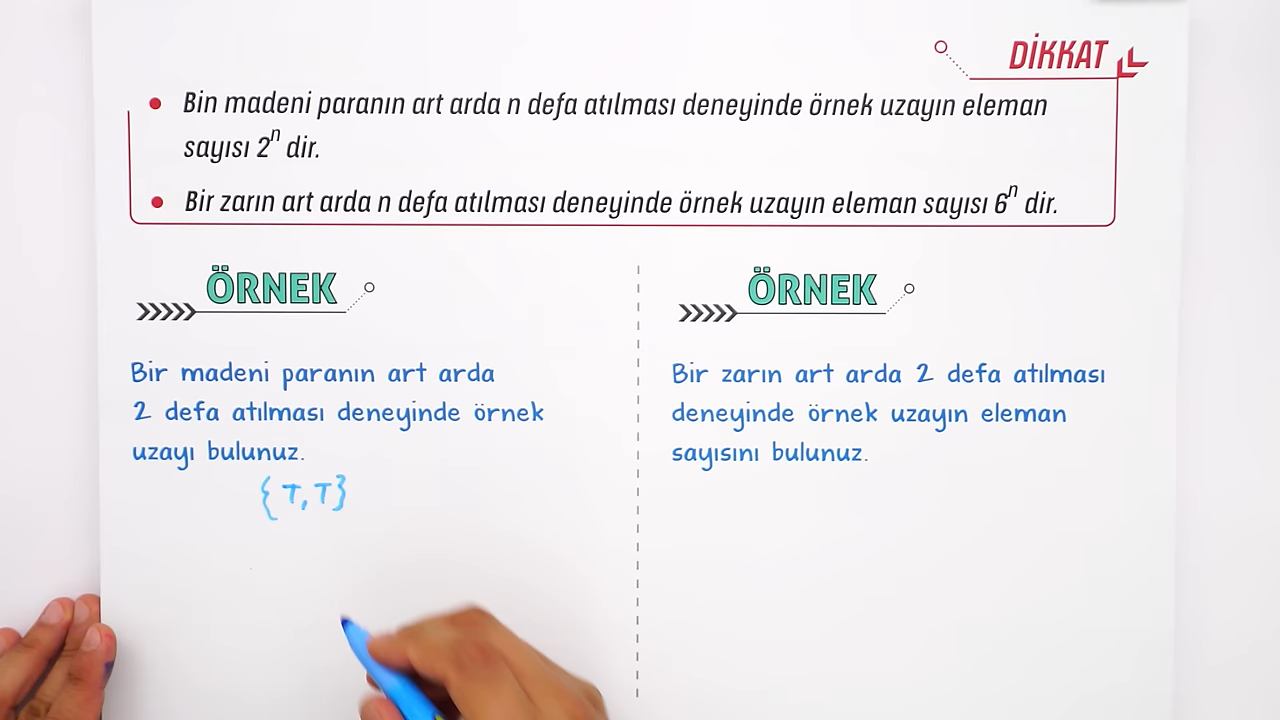 DİKKAT
Bin madeni paranın art arda n defa atılması deneyinde örnek uzayın eleman
sayısı 2ⁿ dir.
Bir zarın art arda n defa atılması deneyinde örnek uzayın eleman sayısı 6ⁿ dir.
ÖRNEK
Bir madeni paranın art arda
2 defa atılması deneyinde örnek
uzayı bulunuz.
{T,T}
ÖRNEK
Bir zarın art arda 2 defa atılması
deneyinde örnek uzayın eleman
sayısını bulunuz.